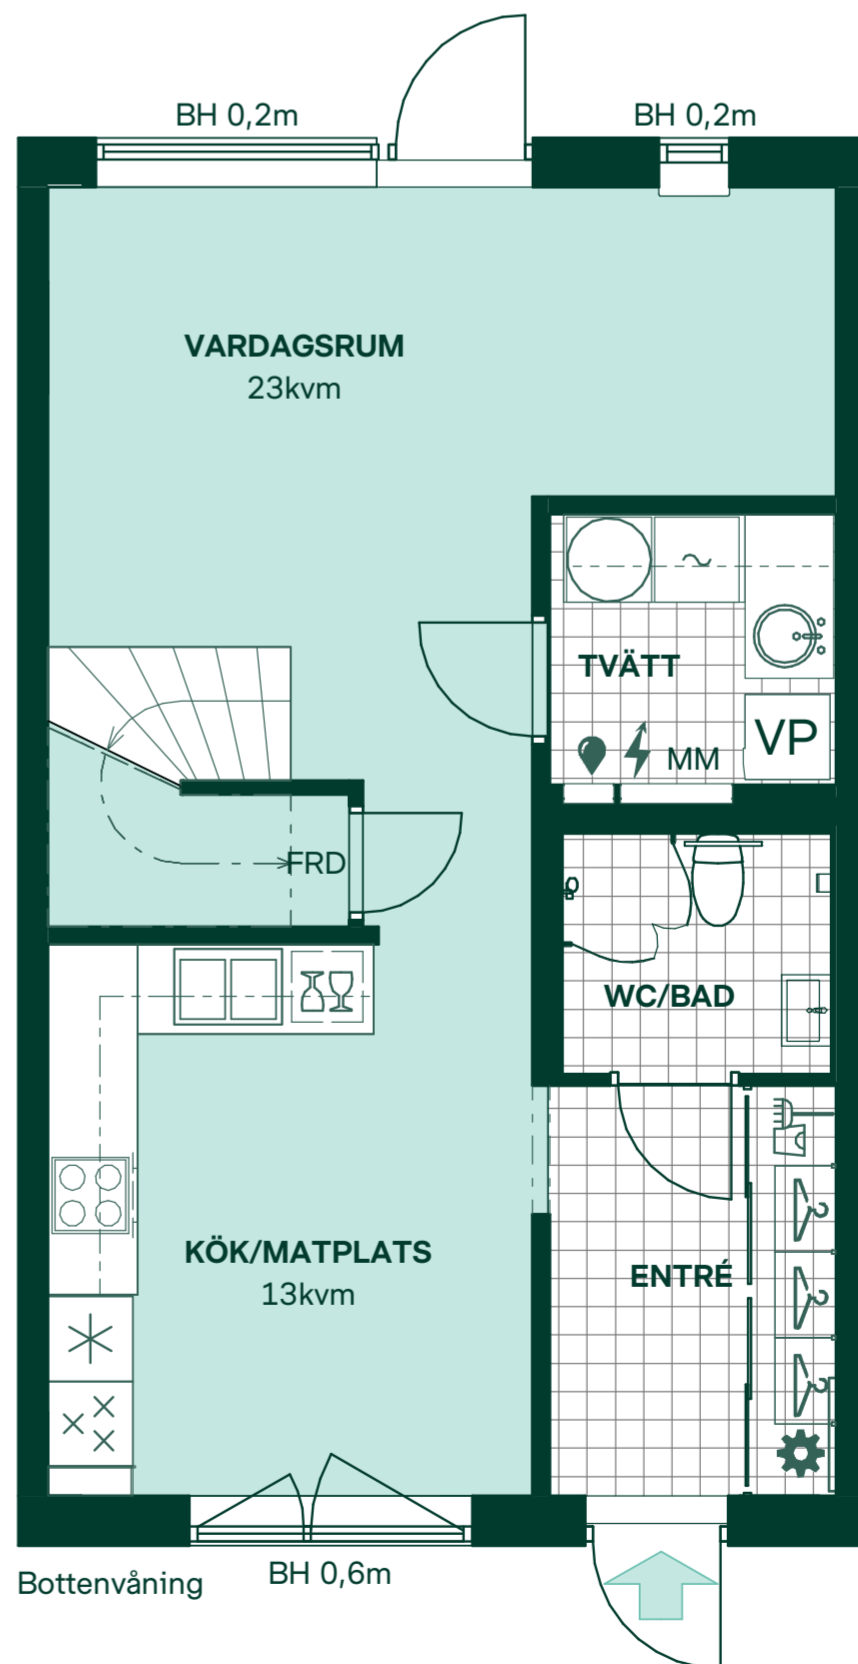 BH 0,2m
BH 0,2m
VARDAGSRUM
23kvm
TVÄTT
VP
MM
FRD
WC/BAD
KÖK/MATPLATS
13kvm
ENTRÉ
BH 0,6m
Bottenvåning